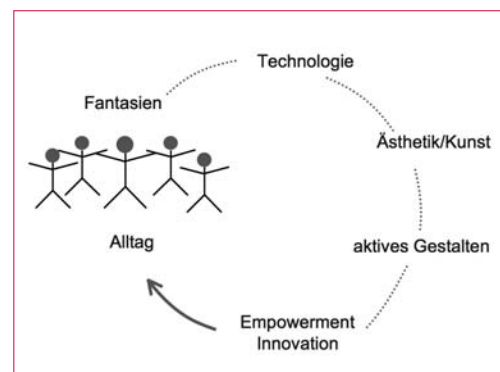 Technologie
Fantasien
Ästhetik/Kunst
Alltag
aktives Gestalten
Empowerment
Innovation